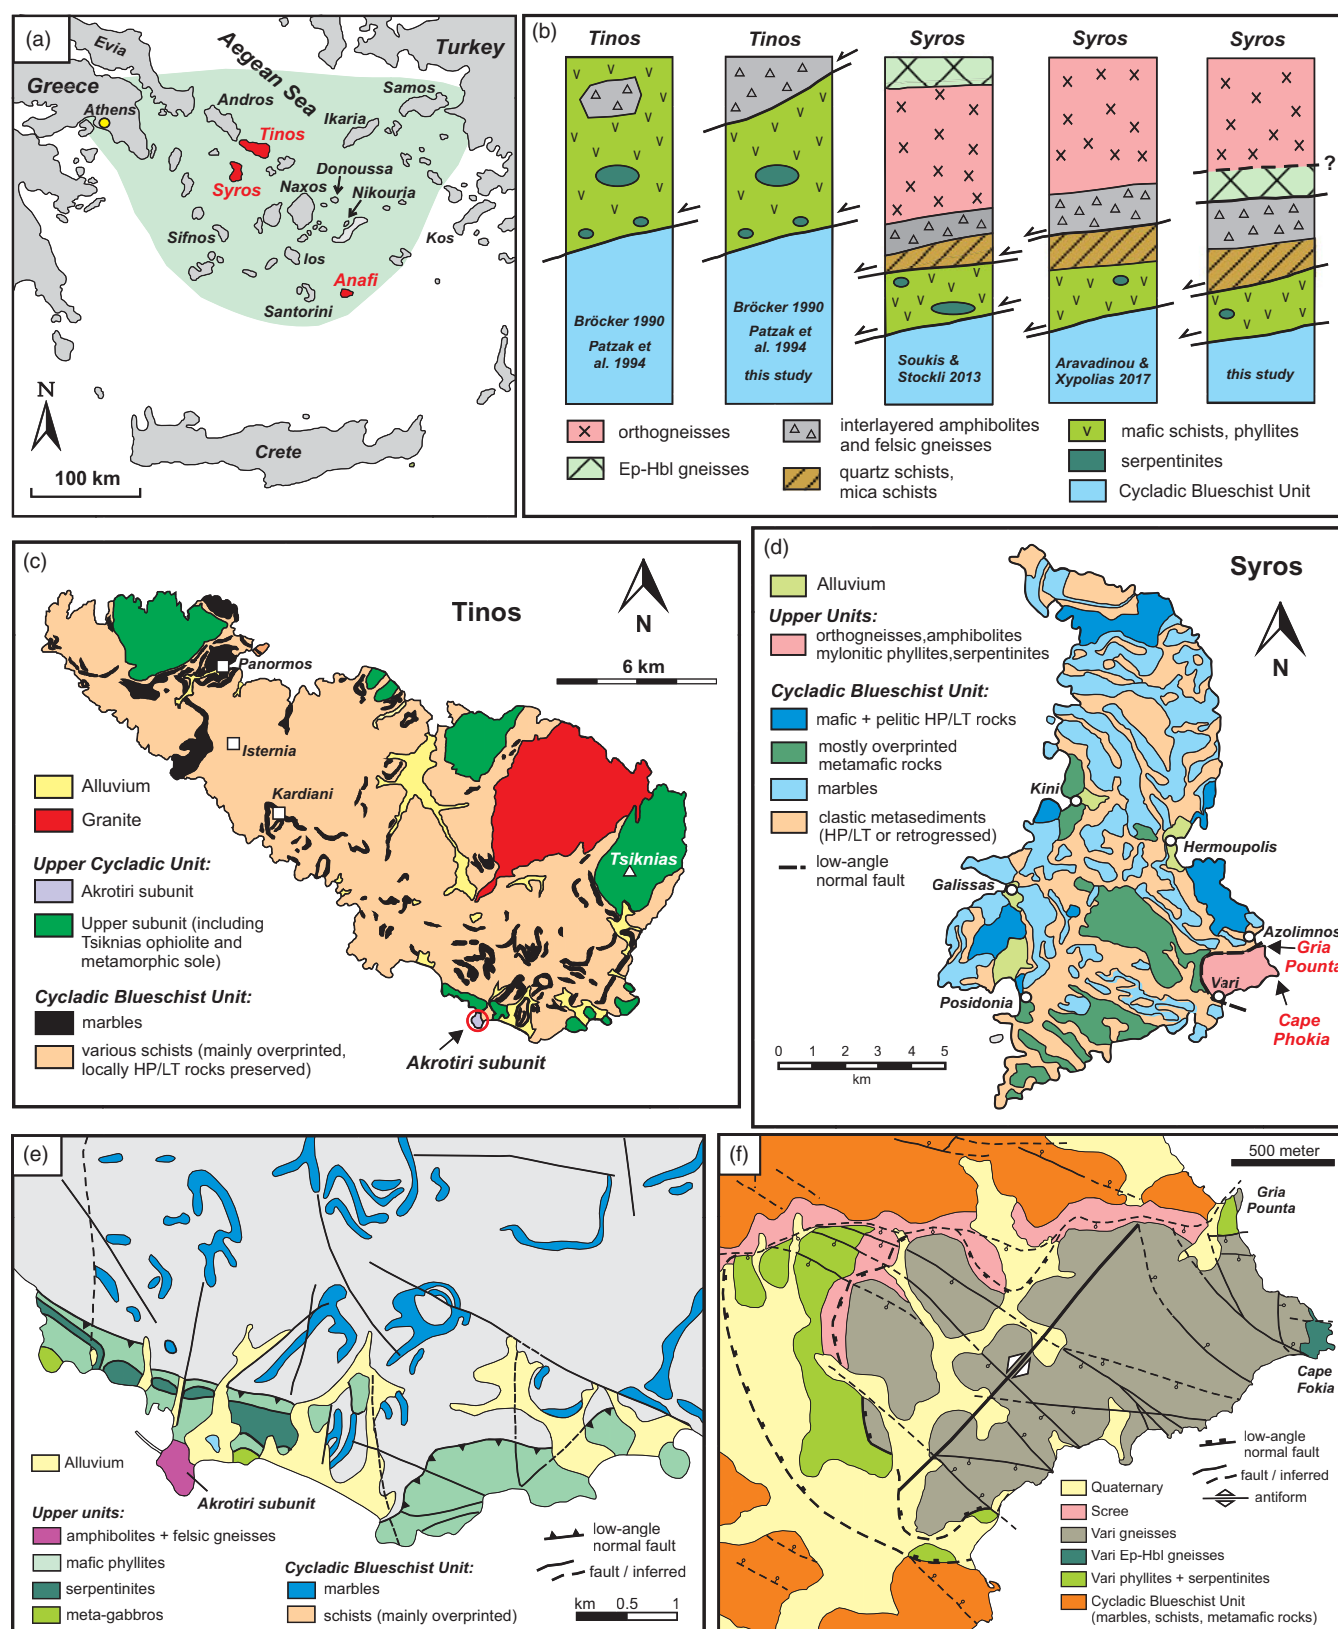 (a)
Evia
Aegean Sea
Turkey
Greece
Athens
Andros
Samos
Ikaria
Tinos
Donoussa
Syros
Naxos
Nikouria
Sifnos
Kos
Ios
Anafi
Santorini
N
Crete
100 km
(b)
Tinos
Tinos
Syros
Syros
Syros
?
Bröcker 1990
Patzak et
al. 1994
Bröcker 1990
Patzak et
al. 1994
this study
Soukis &
Stockli 2013
Aravadinou &
Xypolias 2017
this study
orthogneisses
Ep-Hbl gneisses
interlayered amphibolites
and felsic gneisses
quartz schists,
mica schists
mafic schists, phyllites
serpentinites
Cycladic Blueschist Unit
(c)
Tinos
N
6 km
Panormos
Isternia
Kardiani
Tsiknias
Alluvium
Granite
Upper Cycladic Unit:
Akrotiri subunit
Upper subunit (including
Tsiknias ophiolite and
metamorphic sole)
Cycladic Blueschist Unit:
marbles
various schists (mainly overprinted,
locally HP/LT rocks preserved)
Akrotiri subunit
(d)
Syros
N
Alluvium
Upper Units:
orthogneisses,amphibolites
mylonitic phyllites,serpentinites
Cycladic Blueschist Unit:
mafic + pelitic HP/LT rocks
mostly overprinted
metamafic rocks
marbles
clastic metasediments
(HP/LT or retrogressed)
low-angle
normal fault
Kini
Hermoupolis
Galissas
Azolimnos
Gria
Pounta
Vari
Posidonia
Cape
Phokia
0 1 2 3 4 5
km
(e)
Alluvium
Akrotiri subunit
Upper units:
amphibolites + felsic gneisses
mafic phyllites
serpentinites
meta-gabbros
Cycladic Blueschist Unit:
marbles
schists (mainly overprinted)
low-angle
normal fault
fault / inferred
km 0.5 1
(f)
500 meter
Gria
Pounta
Cape
Fokia
low-angle
normal fault
fault / inferred
antiform
Quaternary
Scree
Vari gneisses
Vari Ep-Hbl gneisses
Vari phyllites + serpentinites
Cycladic Blueschist Unit
(marbles, schists, metamafic rocks)